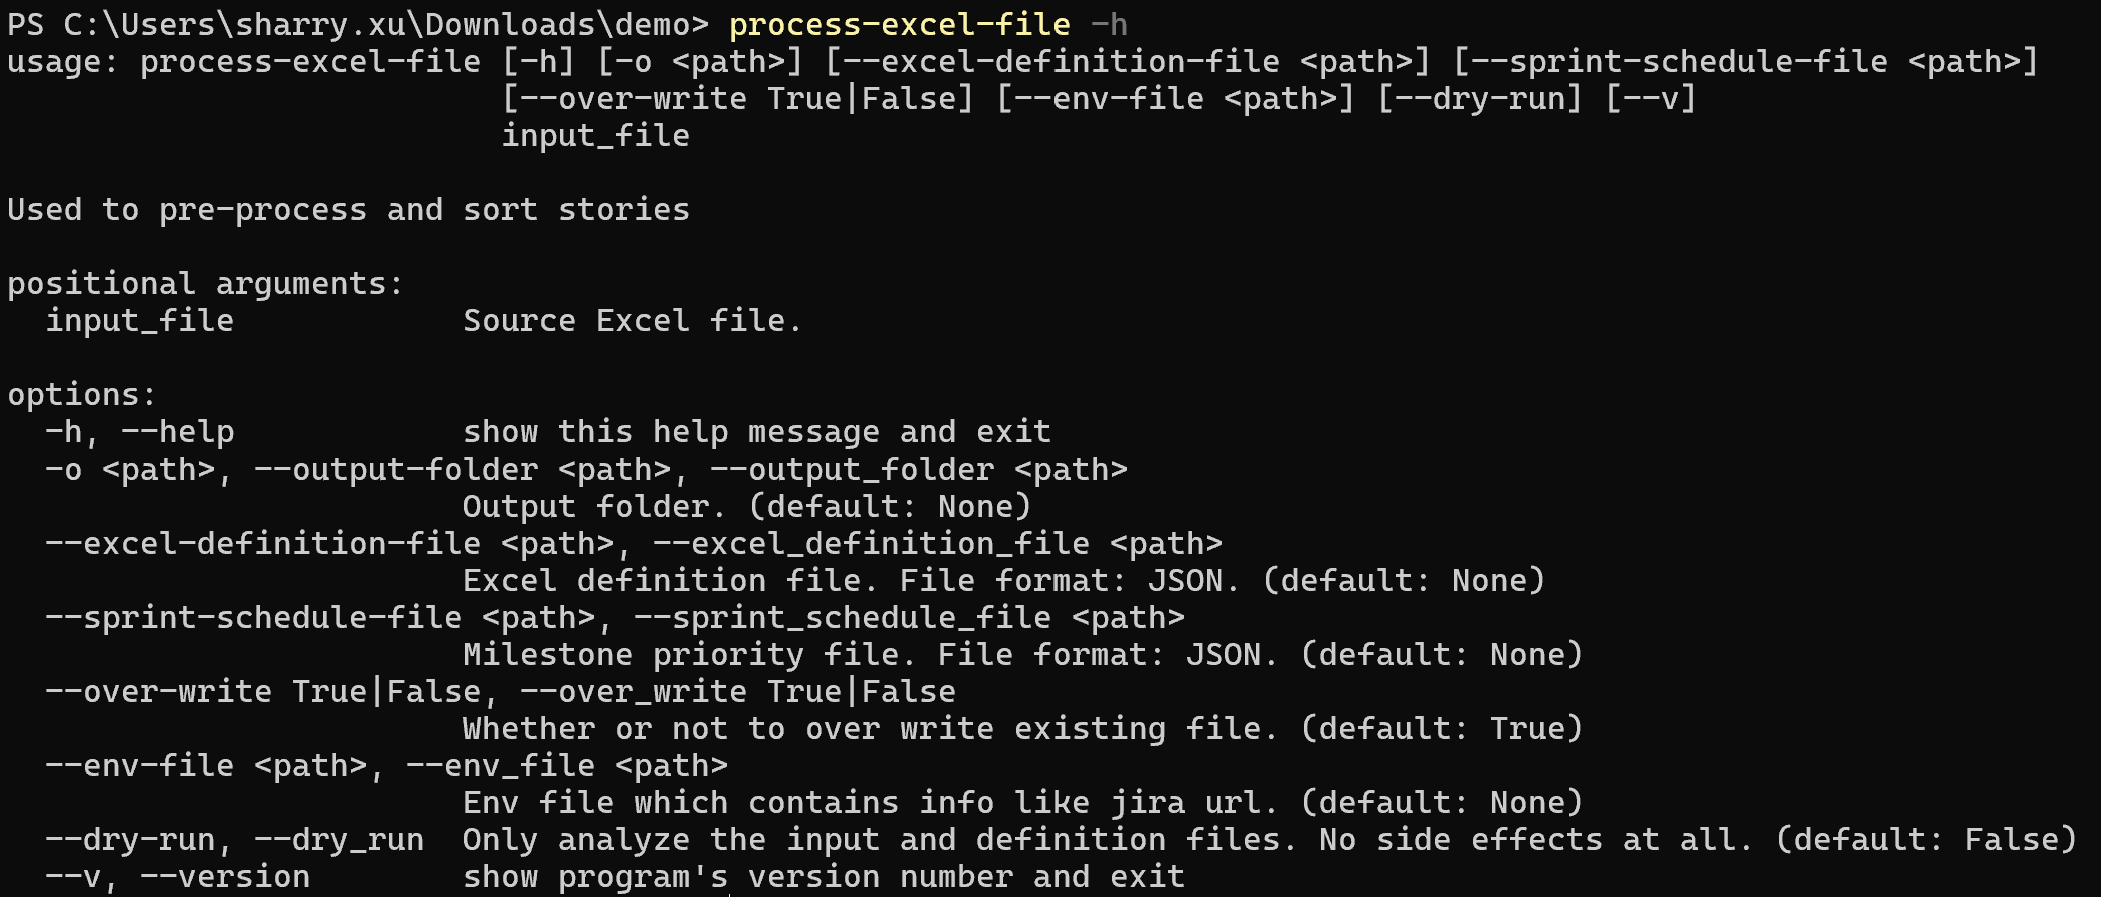 PS C:\Users\sharry.xu\Downloads\demo> process-excel-file -h
usage: process-excel-file [-h] [-o <path>] [--excel-definition-file <path>] [--sprint-schedule-file <path>]
                          [--over-write True|False] [--env-file <path>] [--dry-run] [--v]
                          input_file

Used to pre-process and sort stories

positional arguments:
  input_file            Source Excel file.

options:
  -h, --help            show this help message and exit
  -o <path>, --output-folder <path>, --output_folder <path>
                        Output folder. (default: None)
  --excel-definition-file <path>, --excel_definition_file <path>
                        Excel definition file. File format: JSON. (default: None)
  --sprint-schedule-file <path>, --sprint_schedule_file <path>
                        Milestone priority file. File format: JSON. (default: None)
  --over-write True|False, --over_write True|False
                        Whether or not to over write existing file. (default: True)
  --env-file <path>, --env_file <path>
                        Env file which contains info like jira url. (default: None)
  --dry-run, --dry_run  Only analyze the input and definition files. No side effects at all. (default: False)
  --v, --version        show program's version number and exit